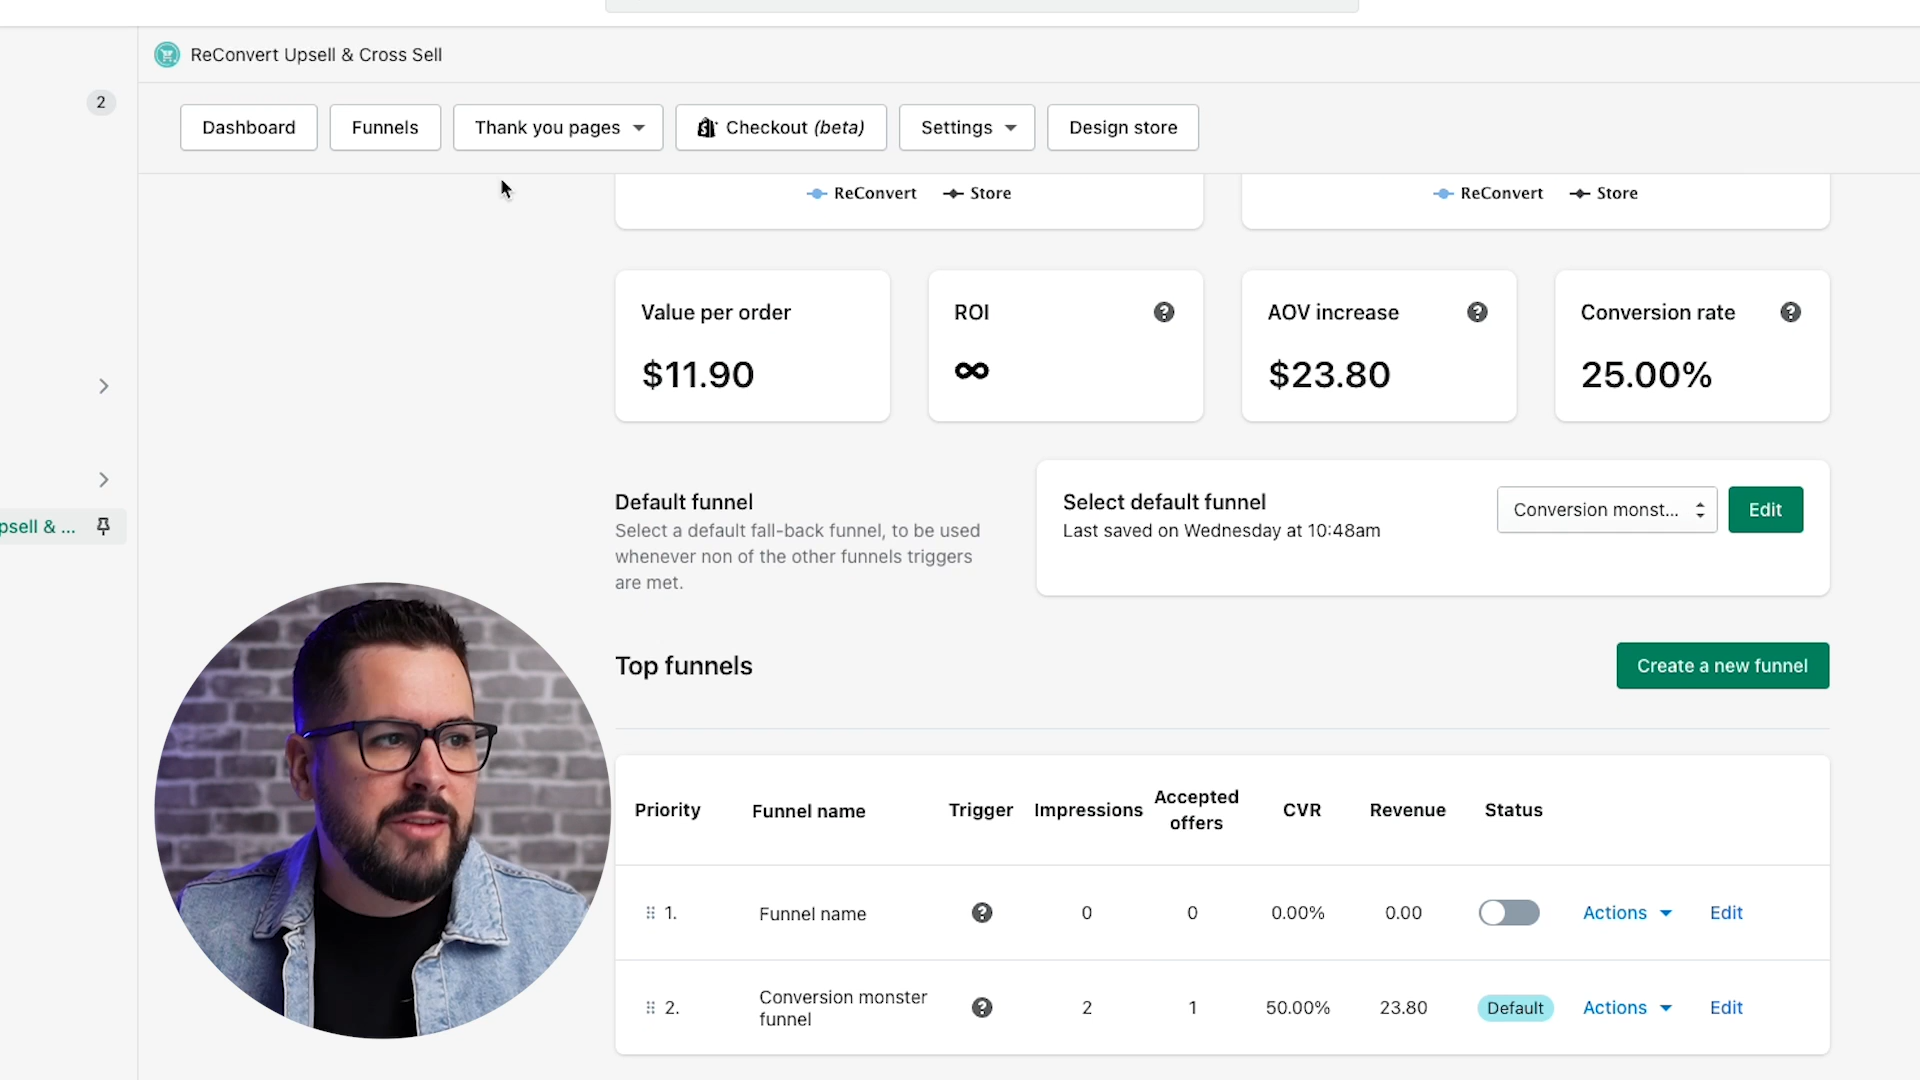 ReConvert Upsell & Cross Sell
2
Dashboard
Funnels
Thank you pages
Checkout (beta)
Settings
Design store
ReConvert
Store
ReConvert
Store
Value per order
$11.90
ROI
∞
AOV increase
$23.80
Conversion rate
25.00%
psell & ...
Default funnel
Select a default fall-back funnel, to be used
whenever non of the other funnels triggers
are met.
Select default funnel
Last saved on Wednesday at 10:48am
Conversion monst...
Edit
Top funnels
Create a new funnel
Priority
Funnel name
Trigger
Impressions
Accepted
offers
CVR
Revenue
Status
1.
Funnel name
0
0
0.00%
0.00
Actions
Edit
2.
Conversion monster
funnel
2
1
50.00%
23.80
Default
Actions
Edit